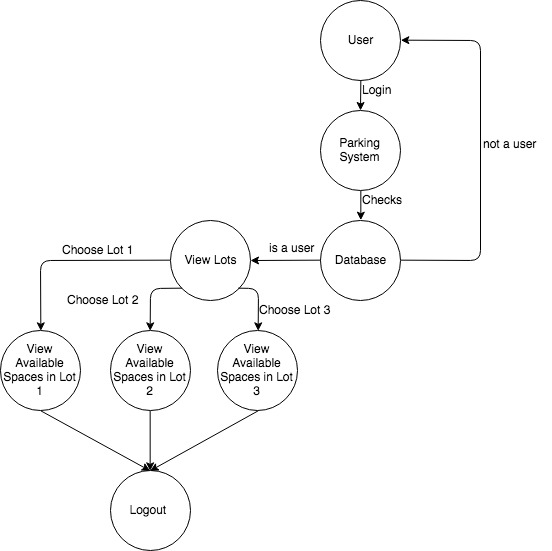 User
Login
Parking
System
not a user
Checks
Choose Lot 1
View Lots
is a user
Database
Choose Lot 2
Choose Lot 3
View
Available
Spaces in Lot
1
View
Available
Spaces in Lot
2
View
Available
Spaces in Lot
3
Logout